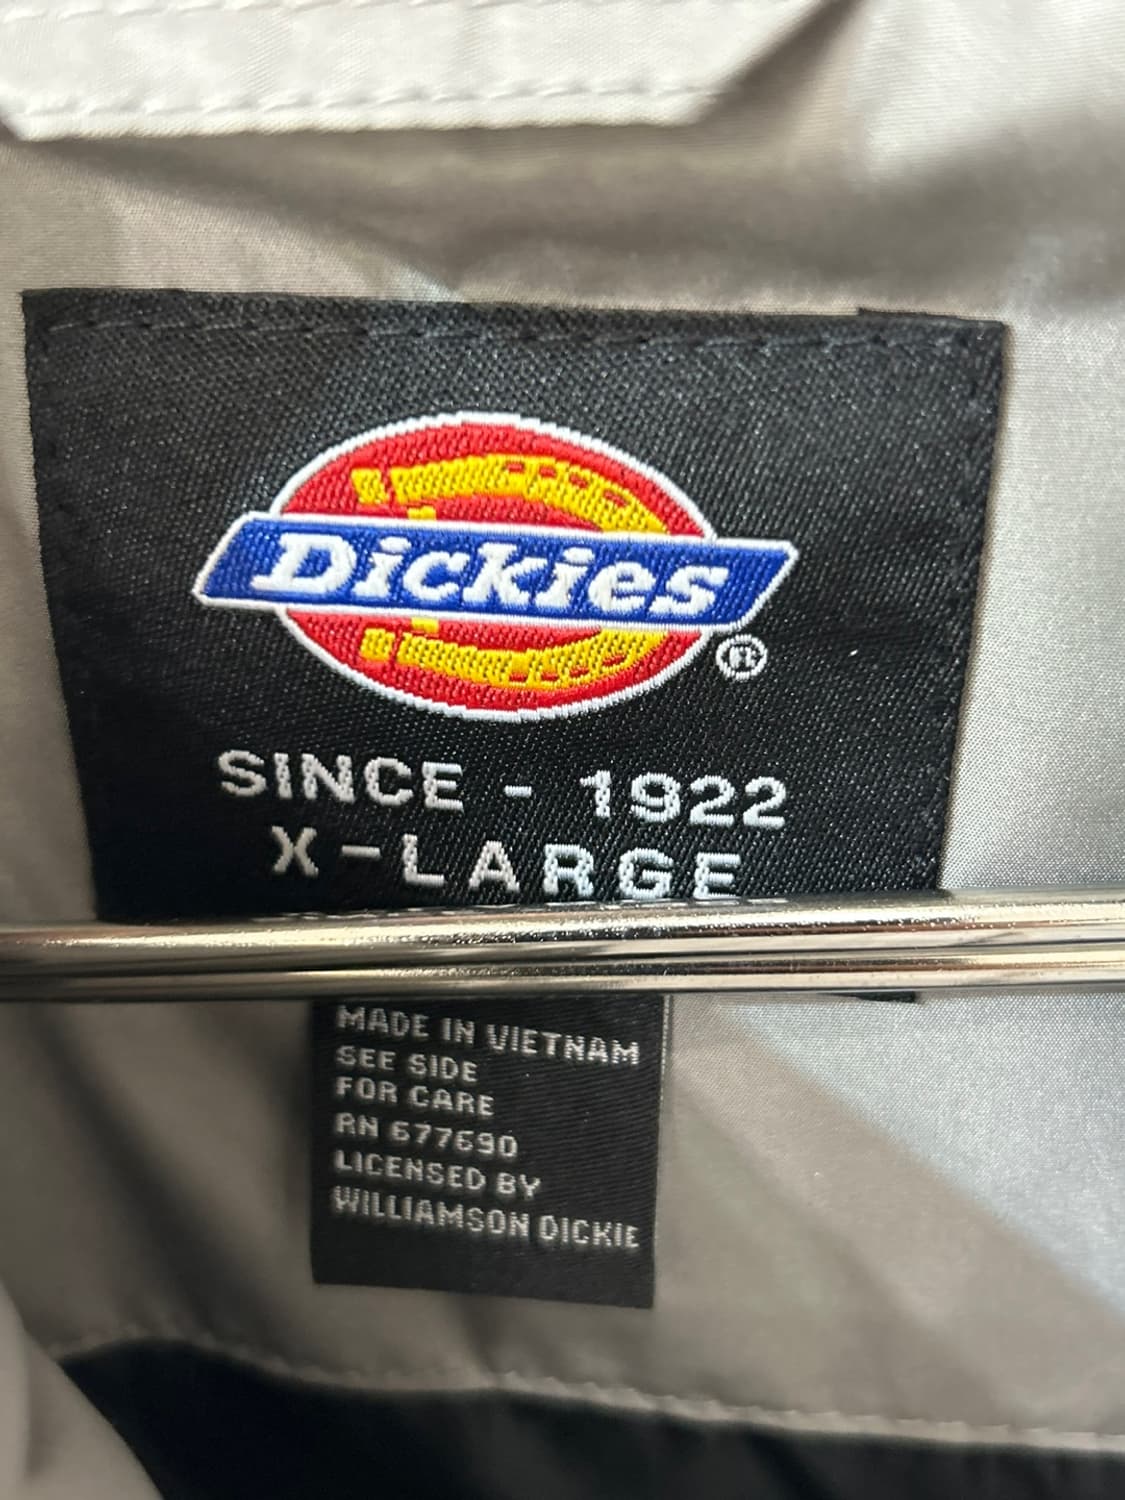 Dickies
®
SINCE - 1922
X-LARGE
MADE IN VIETNAM
SEE SIDE
FOR CARE
RN 677690
LICENSED BY
WILLIAMSON DICKIE